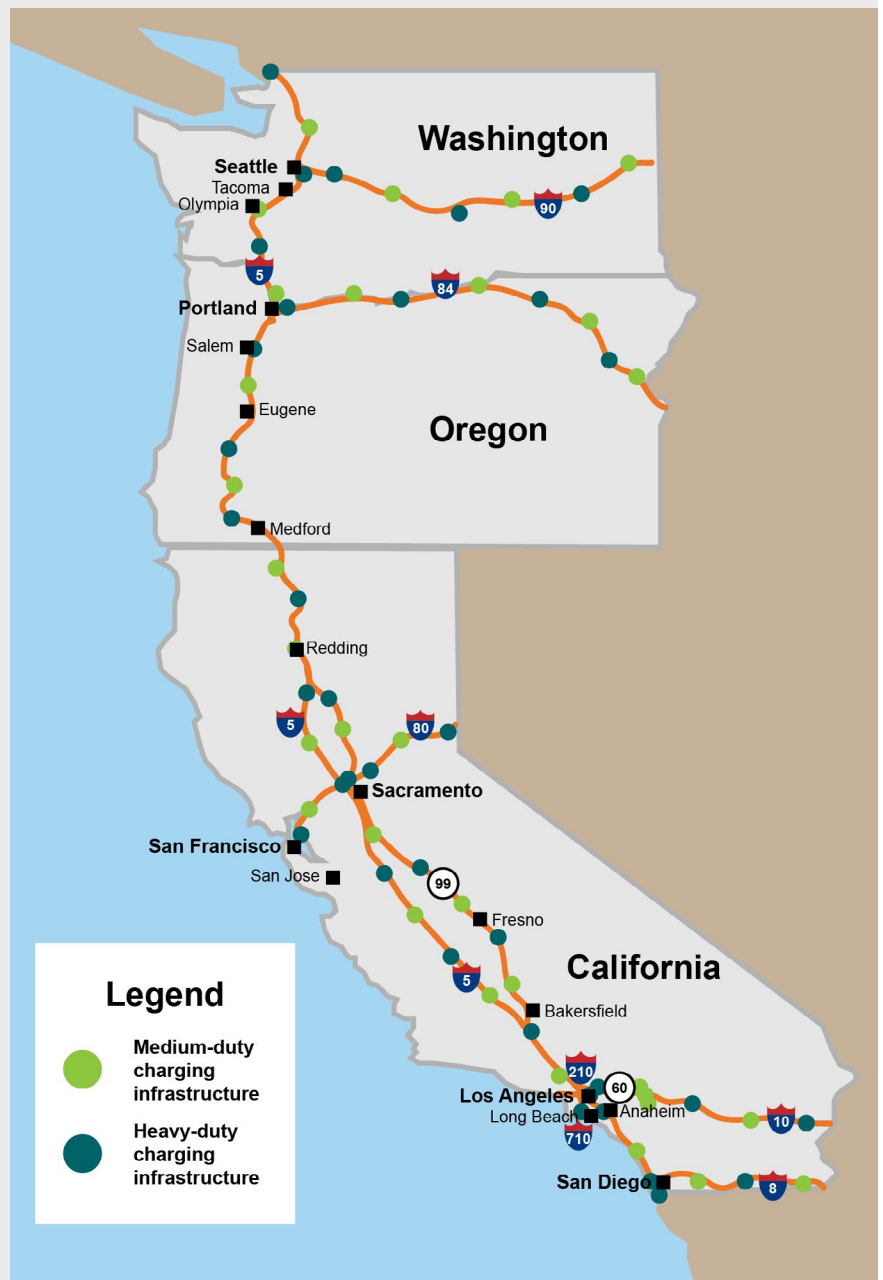 Washington
Seattle
Tacoma
Olympia
90
5
84
Portland
Salem
Eugene
Oregon
Medford
Redding
5
80
Sacramento
San Francisco
San Jose
99
Fresno
California
5
Bakersfield
210
60
Los Angeles
Long Beach
Anaheim
10
710
San Diego
8
Legend
Medium-duty
charging
infrastructure
Heavy-duty
charging
infrastructure